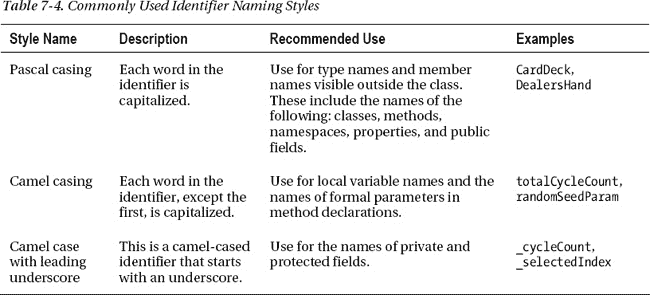 Table 7-4. Commonly Used Identifier Naming Styles
Style Name Description Recommended Use Examples
Pascal casing Each word in the Use for type names and member CardDeck,
identifier is names visible outside the class. DealersHand
capitalized. These include the names of the
following: classes, methods,
namespaces, properties, and public
fields.
Camel casing Each word in the Use for local variable names and the totalCycleCount,
identifier, except the names of formal parameters in randomSeedParam
first, is capitalized. method declarations.
Camel case This is a camel-cased Use for the names of private and _cycleCount,
with leading identifier that starts protected fields. _selectedIndex
underscore with an underscore.